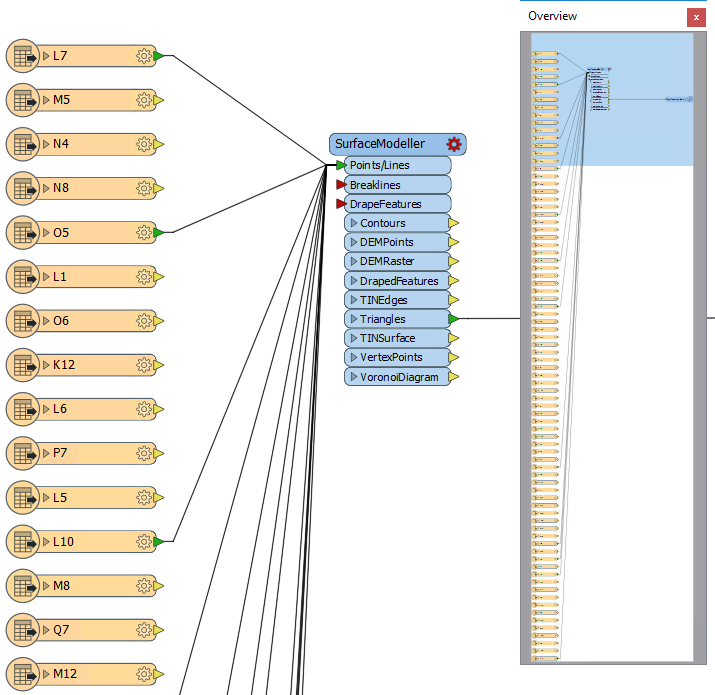 Overview
x
L7
M5
N4
N8
O5
L1
O6
K12
L6
P7
L5
L10
M8
Q7
M12
SurfaceModeller
Points/Lines
Breaklines
DrapeFeatures
Contours
DEMPoints
DEMRaster
DrapedFeatures
TINEdges
Triangles
TINSurface
VertexPoints
VoronoiDiagram